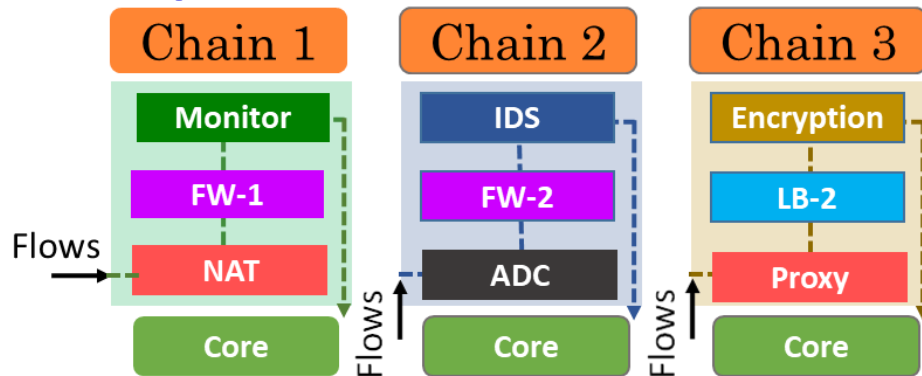 Chain 1
Chain 2
Chain 3
Monitor
IDS
Encryption
FW-1
FW-2
LB-2
Flows
NAT
ADC
Proxy
Flows
Flows
Core
Core
Core